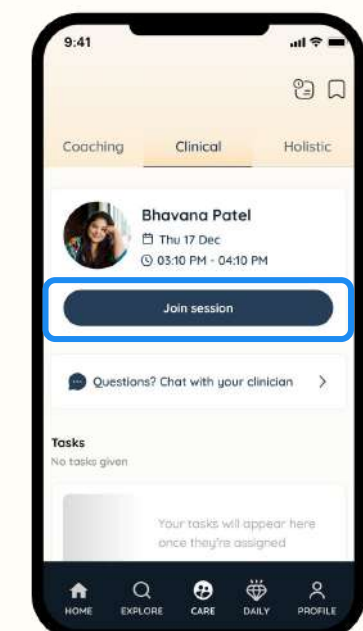 9:41
Coaching
Clinical
Holistic
Bhavana Patel
Thu 17 Dec
03:10 PM - 04:10 PM
Join session
Questions? Chat with your clinician
Tasks
No tasks given
Your tasks will appear here
once they're assigned
HOME
EXPLORE
CARE
DAILY
PROFILE